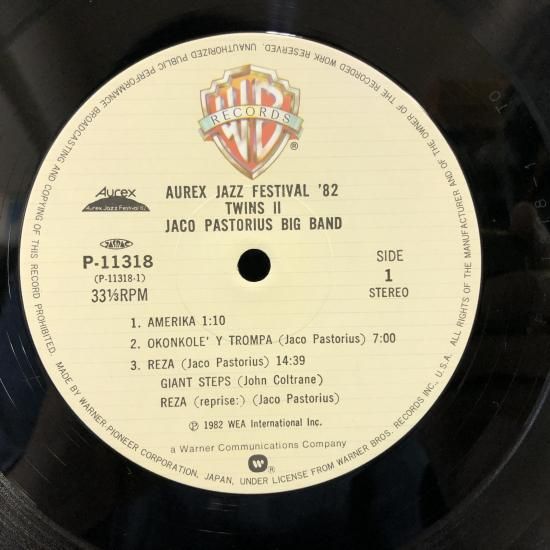 WB
RECORDS
®
Aurex
Aurex Jazz Festival '82
JASRAC
AUREX JAZZ FESTIVAL '82
TWINS II
JACO PASTORIUS BIG BAND
P-11318
(P-11318-1)
33⅓RPM
SIDE
1
STEREO
1. AMERIKA 1:10
2. OKONKOLE' Y TROMPA (Jaco Pastorius) 7:00
3. REZA (Jaco Pastorius) 14:39
GIANT STEPS (John Coltrane)
REZA (reprise:) (Jaco Pastorius)
℗ 1982 WEA International Inc.
a Warner Communications Company
®
MADE BY WARNER-PIONEER CORPORATION, JAPAN, UNDER LICENSE FROM WARNER BROS. RECORDS INC., U.S.A. ALL RIGHTS OF THE MANUFACTURER AND OF THE OWNER OF THE RECORDED WORK RESERVED. UNAUTHORIZED PUBLIC PERFORMANCE BROADCASTING AND COPYING OF THIS RECORD PROHIBITED.